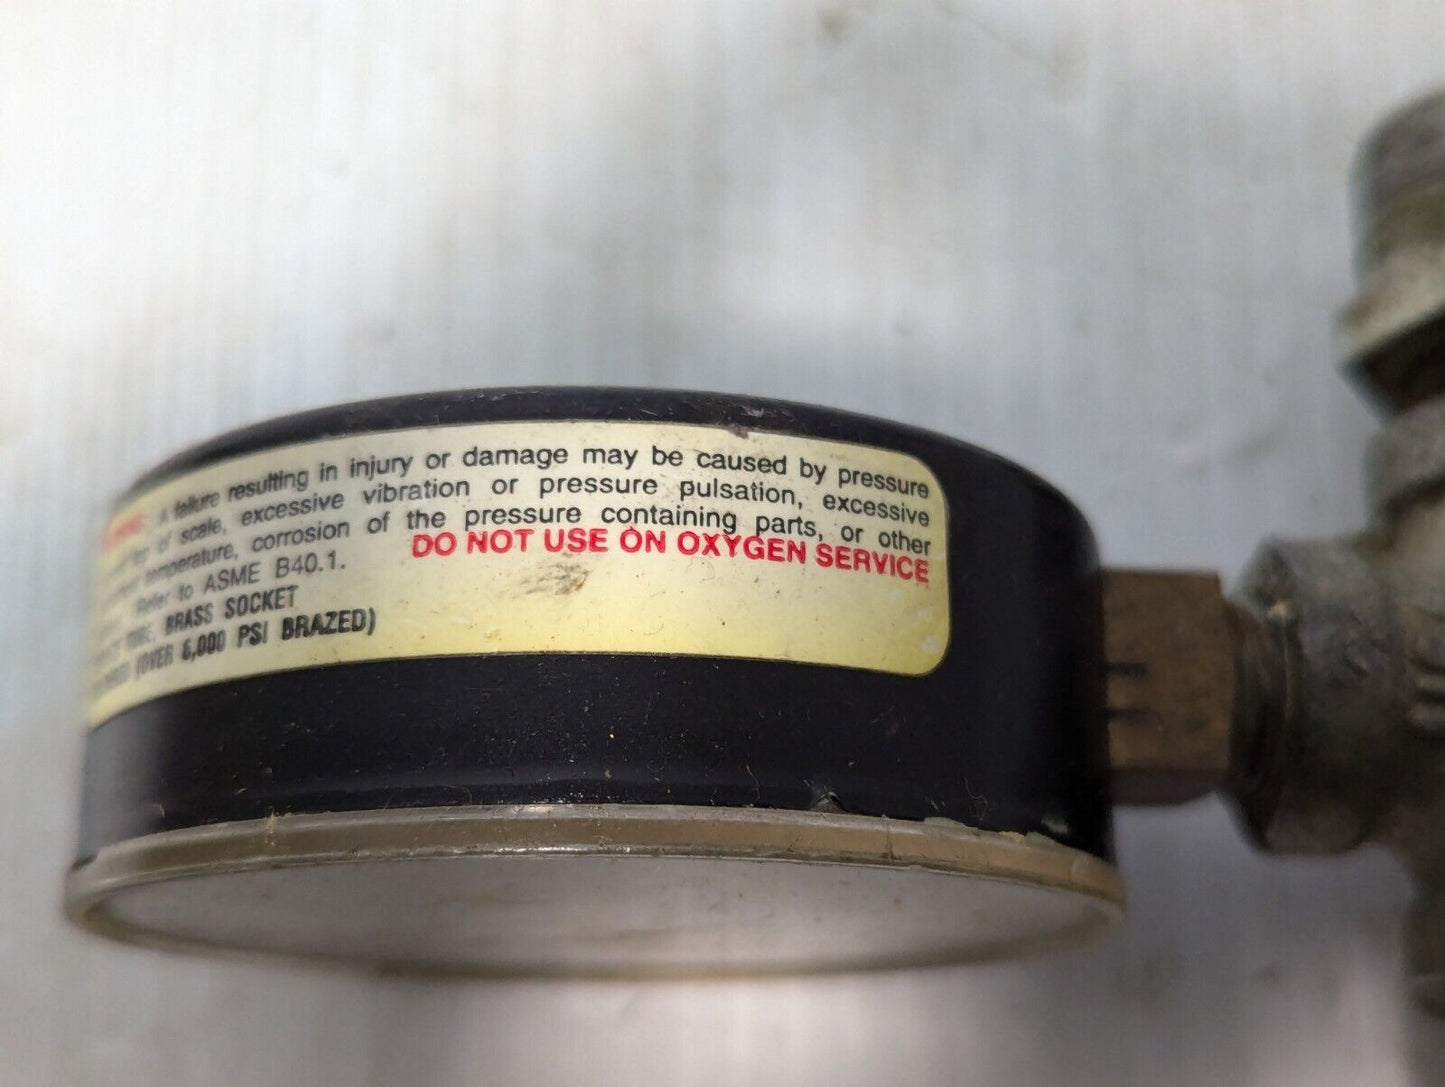 A failure resulting in injury or damage may be caused by pressure
top of scale, excessive vibration or pressure pulsation, excessive
temperature, corrosion of the pressure containing parts, or other
Refer to ASME B40.1. DO NOT USE ON OXYGEN SERVICE
TUBE, BRASS SOCKET
(OVER 6,000 PSI BRAZED)